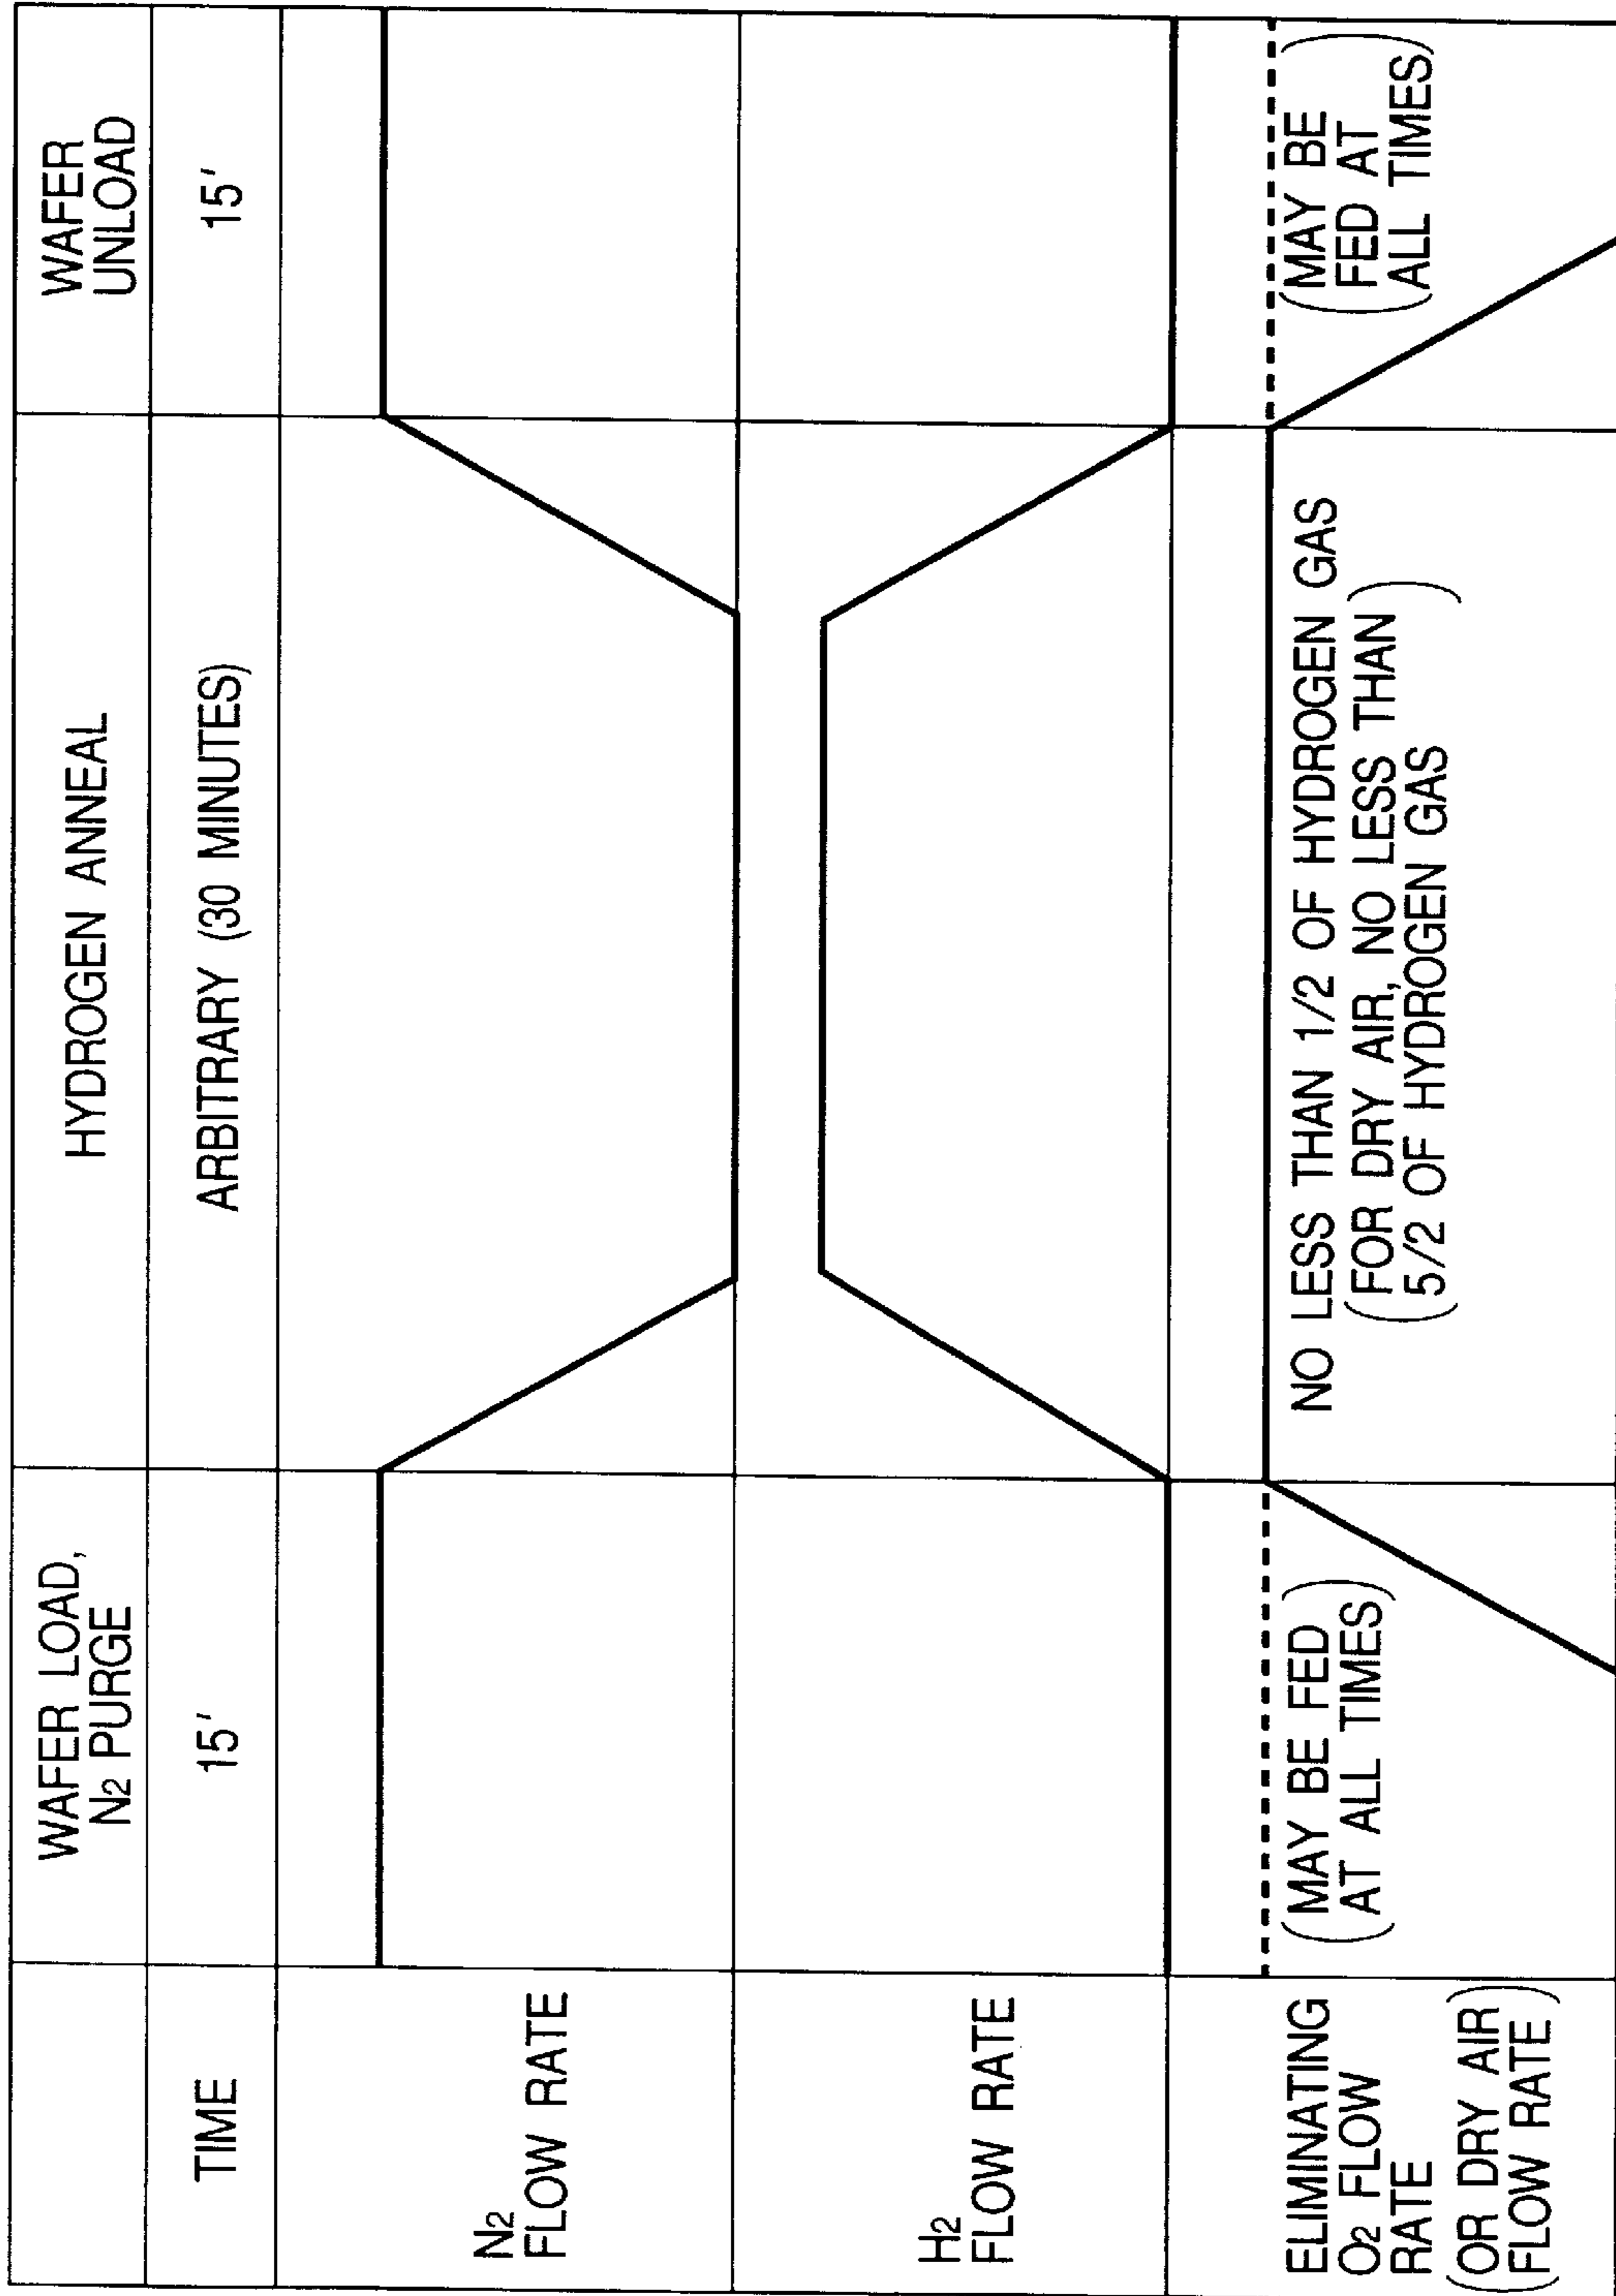 WAFER LOAD,
N₂ PURGE
HYDROGEN ANNEAL
WAFER
UNLOAD
TIME
15'
ARBITRARY (30 MINUTES)
15'
N₂
FLOW RATE
H₂
FLOW RATE
ELIMINATING
O₂ FLOW
RATE
(OR DRY AIR
FLOW RATE)
(MAY BE FED
AT ALL TIMES)
NO LESS THAN 1/2 OF HYDROGEN GAS
(FOR DRY AIR, NO LESS THAN
5/2 OF HYDROGEN GAS)
(MAY BE
FED AT
ALL TIMES)